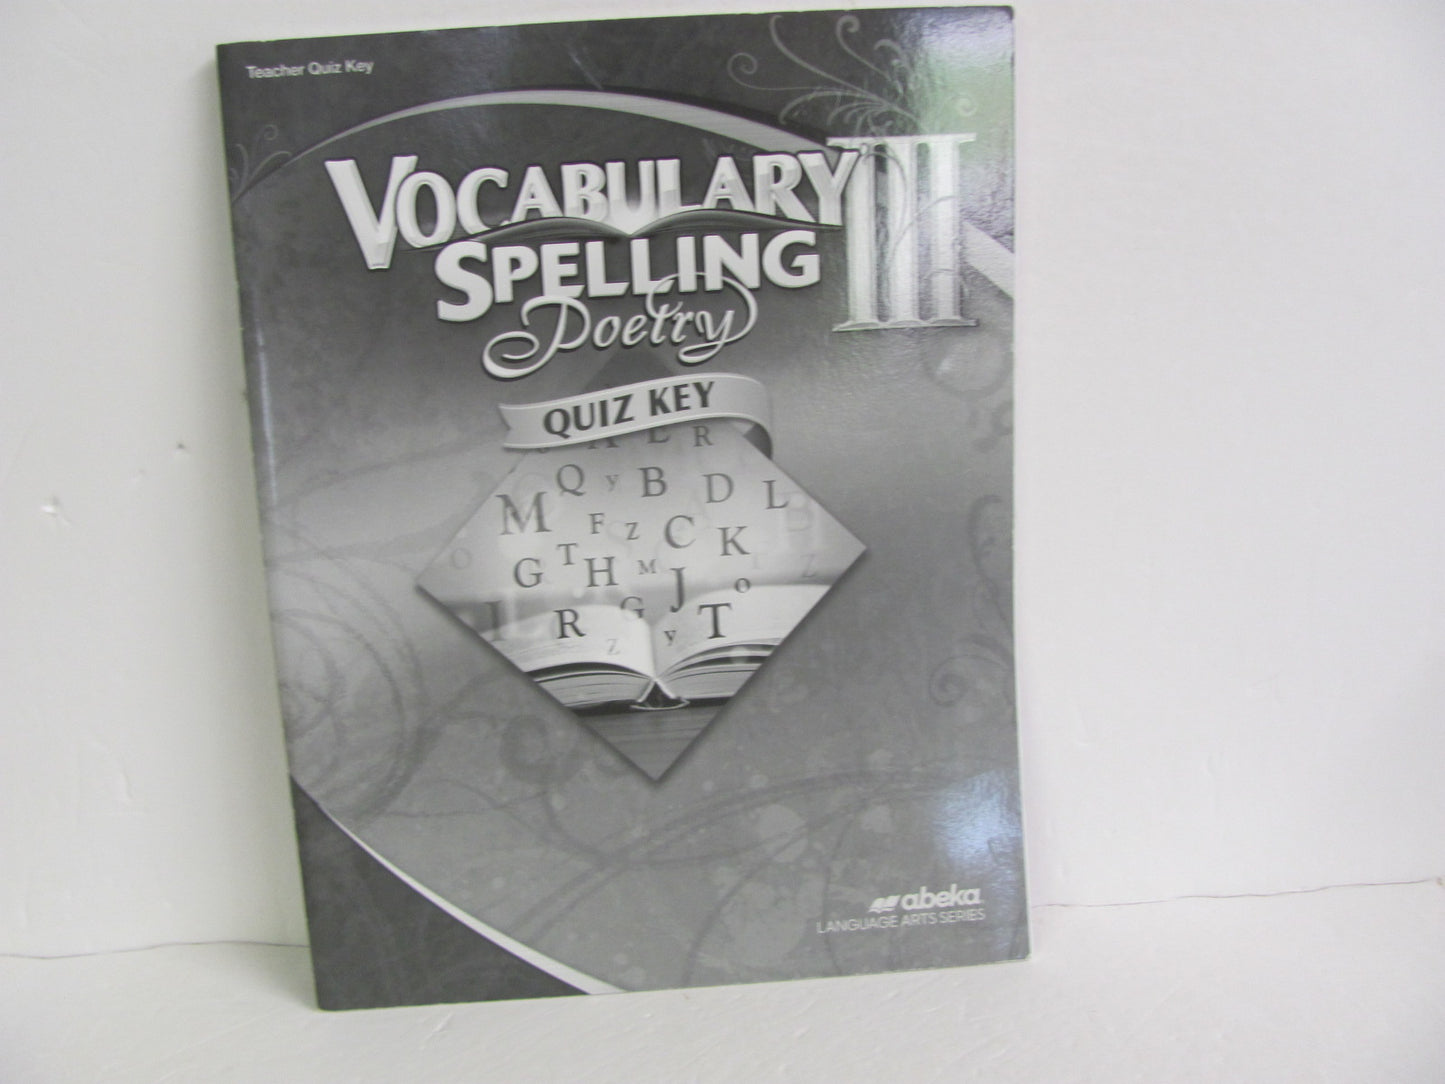 Teacher Quiz Key
VOCABULARY III
SPELLING
Poetry
QUIZ KEY
L R
Q y B D L
M F z C K
G T H M J o
I R G T
z y
abeka
LANGUAGE ARTS SERIES